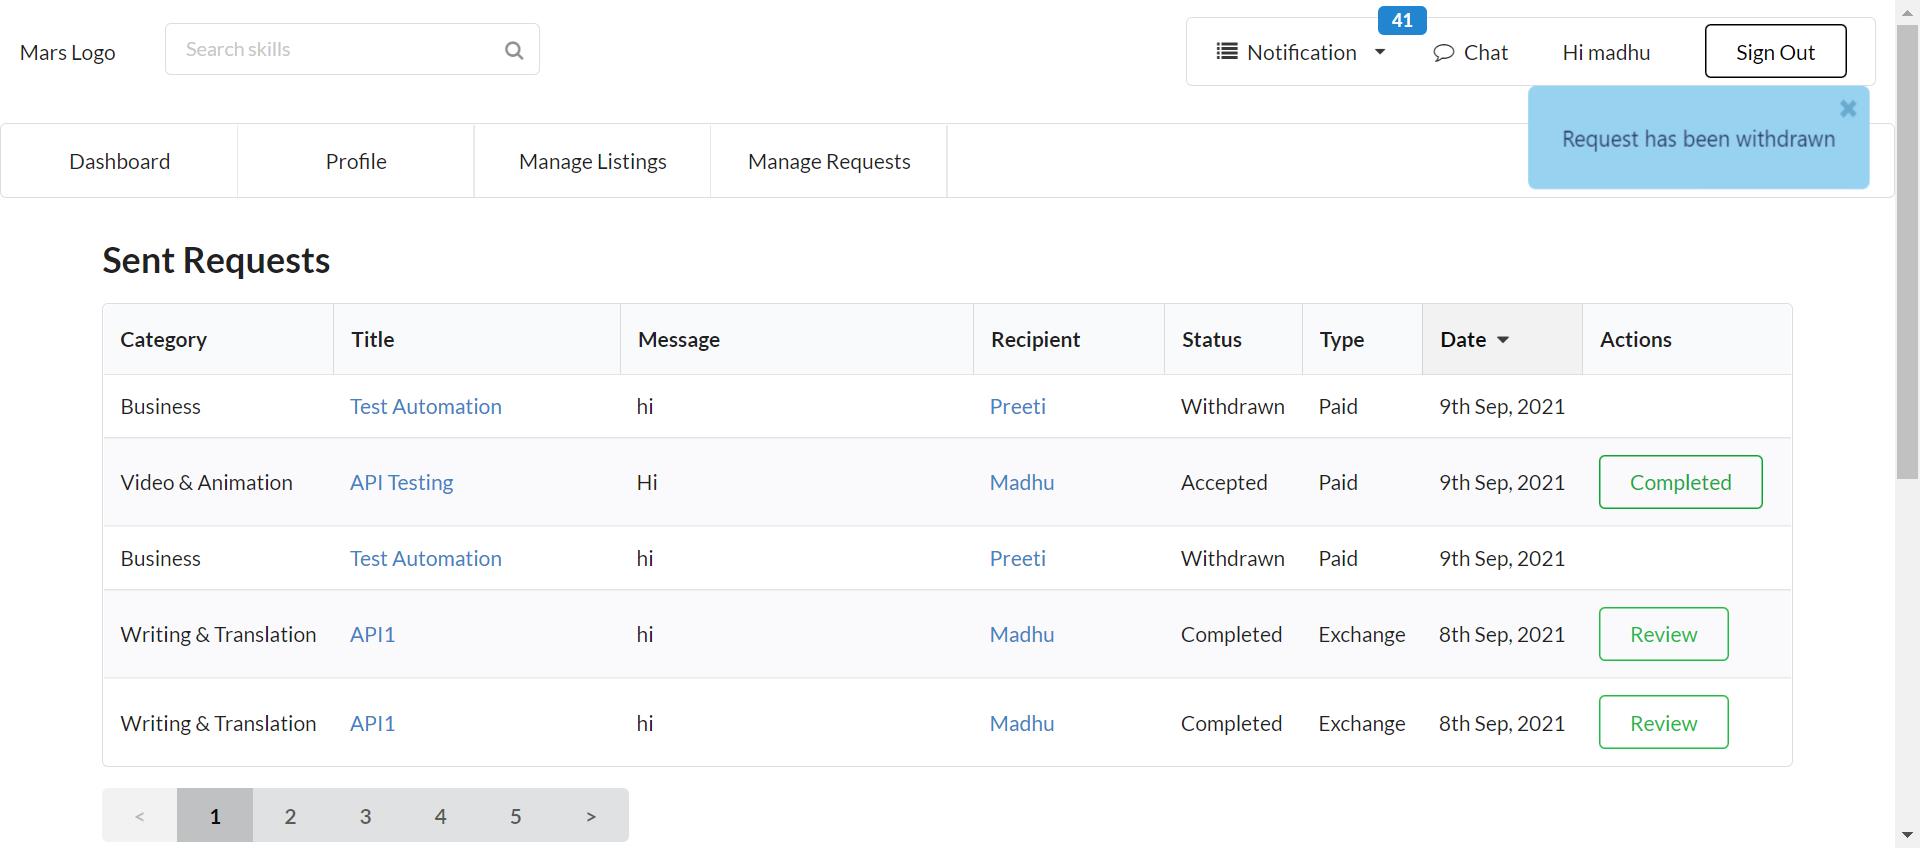 41
Mars Logo Search skills Notification Chat Hi madhu Sign Out
Request has been withdrawn
Dashboard Profile Manage Listings Manage Requests
Sent Requests
Category Title Message Recipient Status Type Date Actions
Business Test Automation hi Preeti Withdrawn Paid 9th Sep, 2021
Video & Animation API Testing Hi Madhu Accepted Paid 9th Sep, 2021 Completed
Business Test Automation hi Preeti Withdrawn Paid 9th Sep, 2021
Writing & Translation API1 hi Madhu Completed Exchange 8th Sep, 2021 Review
Writing & Translation API1 hi Madhu Completed Exchange 8th Sep, 2021 Review
< 1 2 3 4 5 >